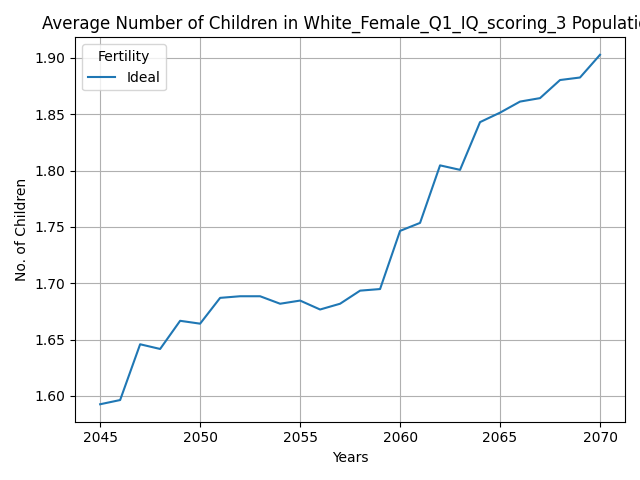 Average Number of Children in White_Female_Q1_IQ_scoring_3 Populatio
Fertility
Ideal
No. of Children
1.90
1.85
1.80
1.75
1.70
1.65
1.60
2045 2050 2055 2060 2065 2070
Years